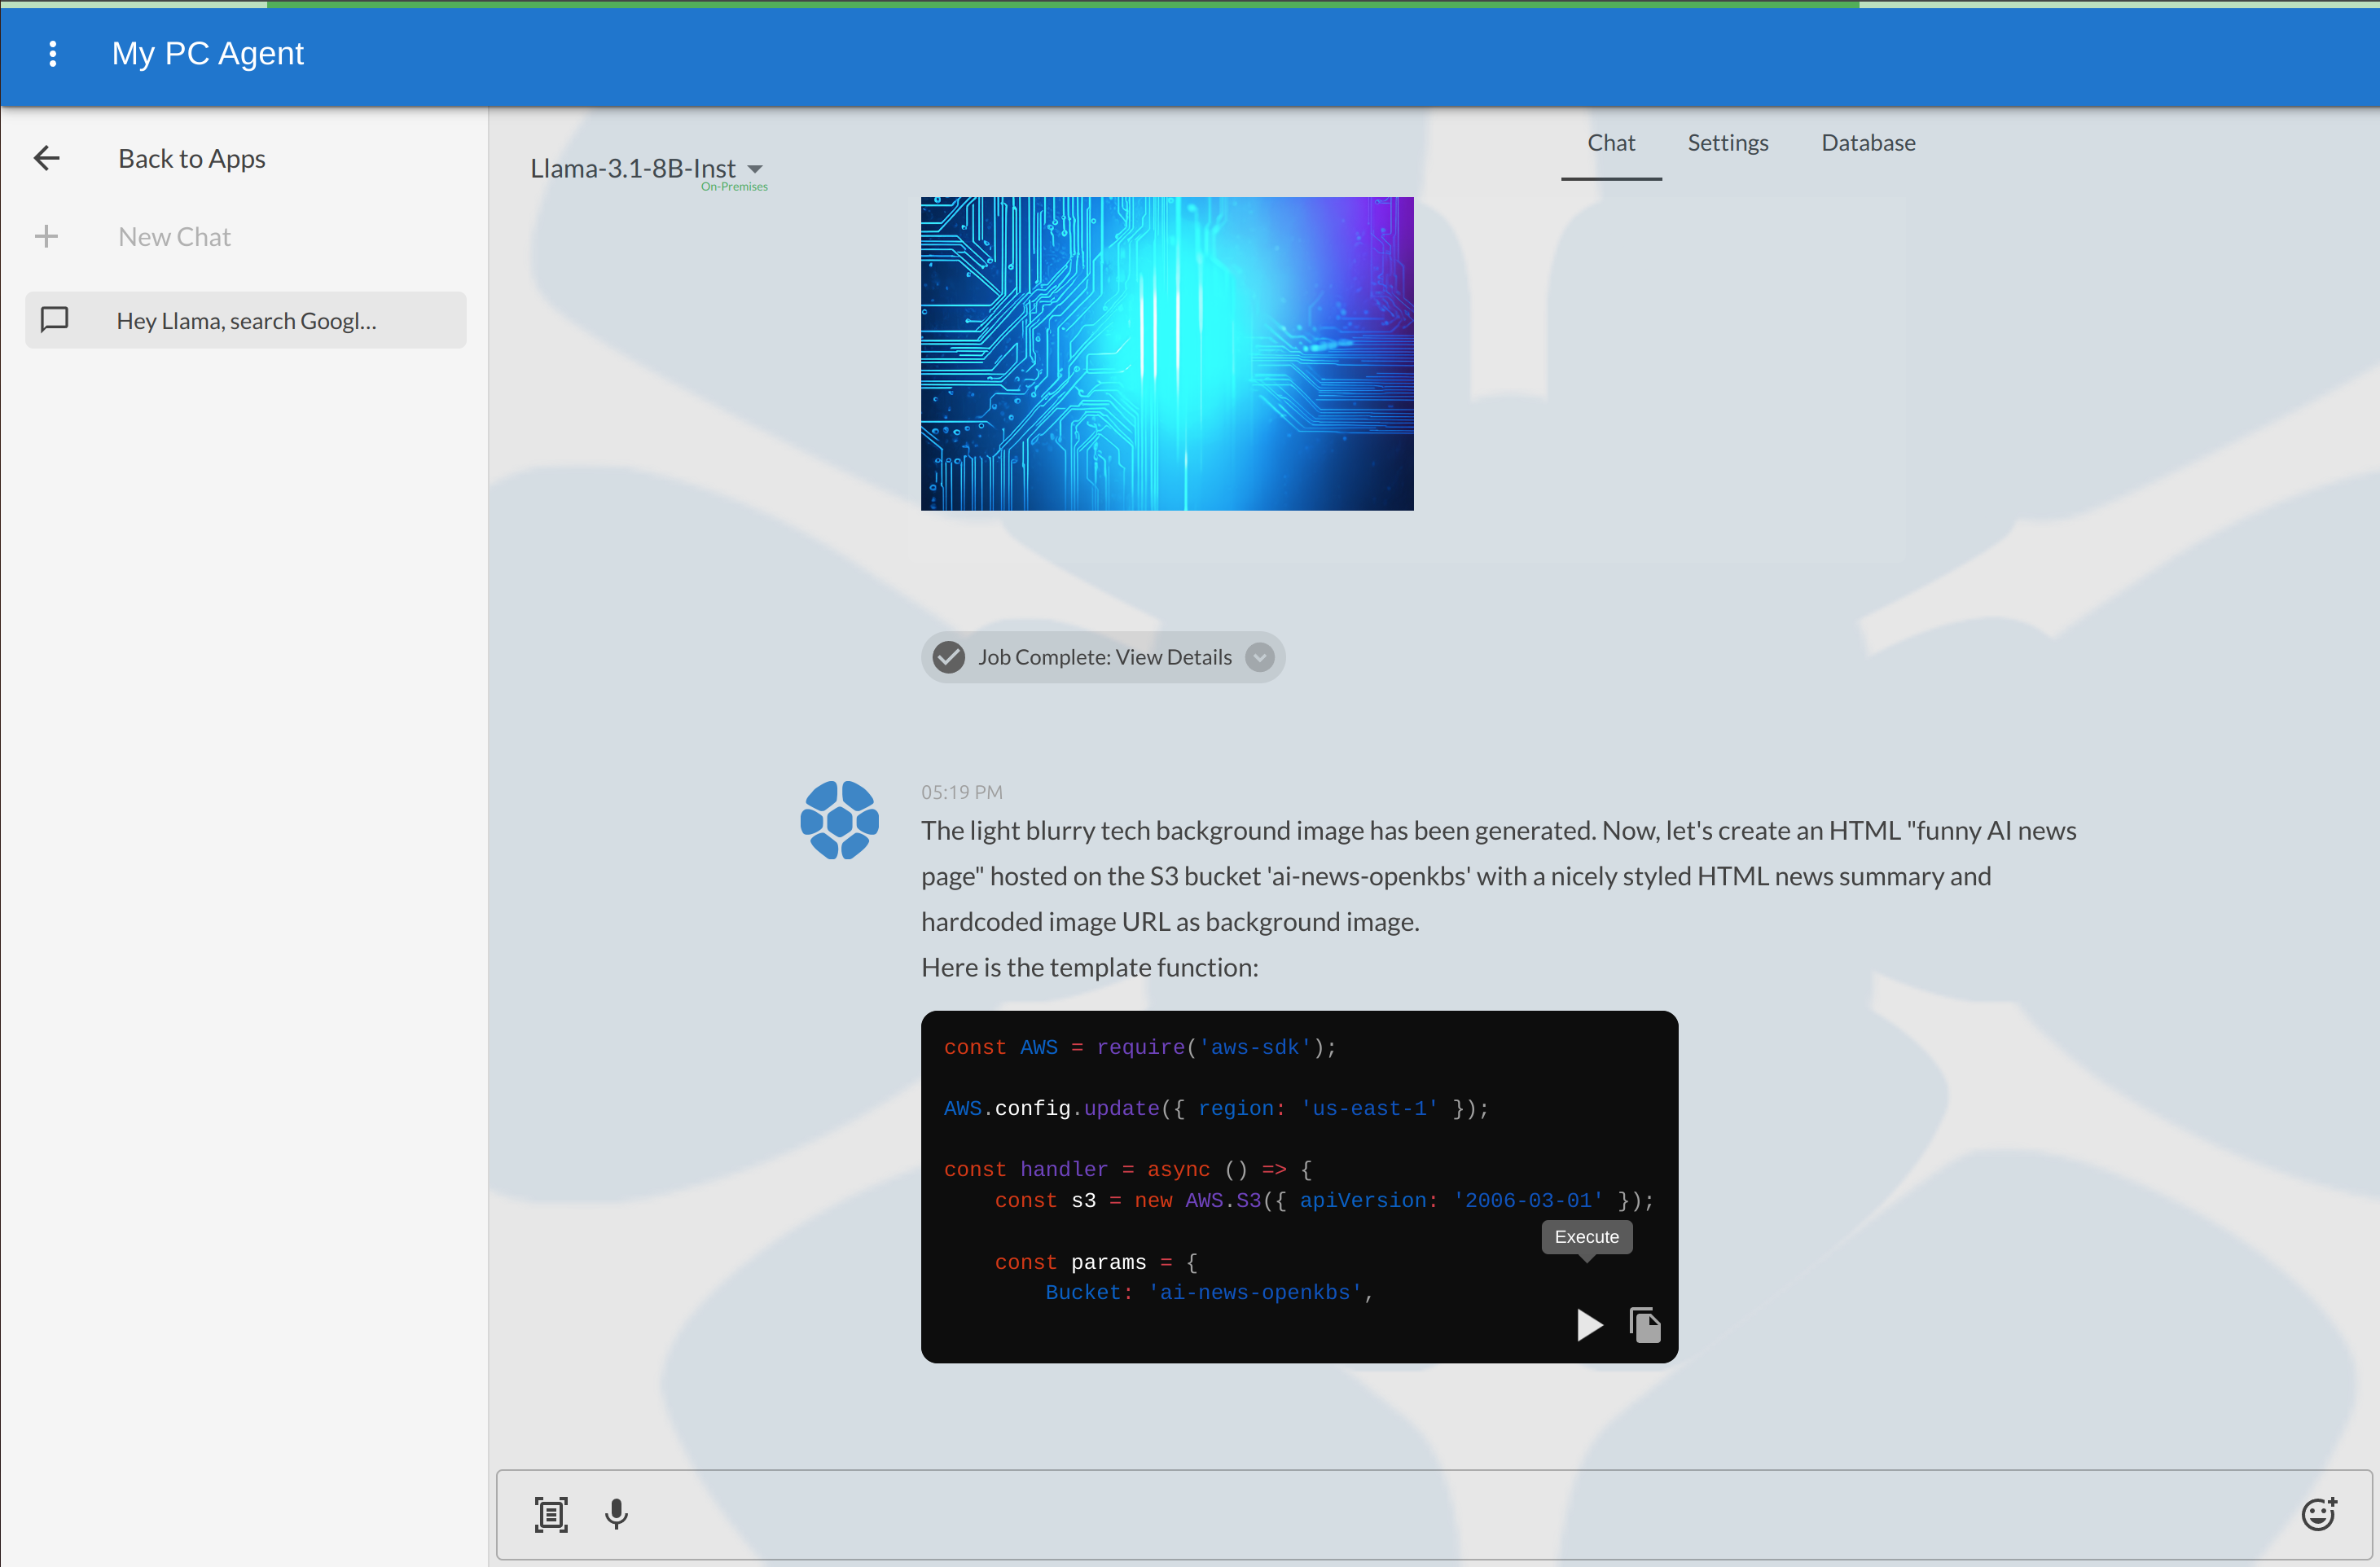 My PC Agent
Back to Apps
New Chat
Hey Llama, search Googl...
Llama-3.1-8B-Inst
On-Premises
Chat
Settings
Database
Job Complete: View Details
05:19 PM
The light blurry tech background image has been generated. Now, let's create an HTML "funny AI news
page" hosted on the S3 bucket 'ai-news-openkbs' with a nicely styled HTML news summary and
hardcoded image URL as background image.
Here is the template function:
const AWS = require('aws-sdk');
AWS.config.update({ region: 'us-east-1' });
const handler = async () => {
    const s3 = new AWS.S3({ apiVersion: '2006-03-01' });
Execute
    const params = {
        Bucket: 'ai-news-openkbs',